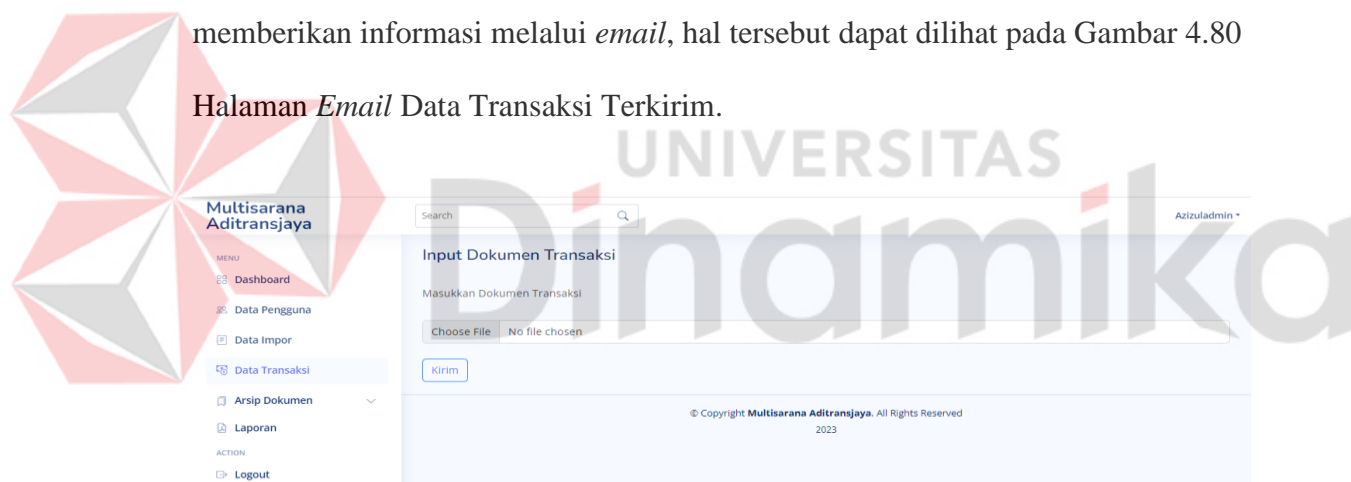 memberikan informasi melalui email, hal tersebut dapat dilihat pada Gambar 4.80
Halaman Email Data Transaksi Terkirim.
UNIVERSITAS
Dinamika
Multisarana
Aditransjaya
Search
Azizuladmin
MENU
Dashboard
Data Pengguna
Data Impor
Data Transaksi
Arsip Dokumen
Laporan
ACTION
Logout
Input Dokumen Transaksi
Masukkan Dokumen Transaksi
Choose File No file chosen
Kirim
© Copyright Multisarana Aditransjaya. All Rights Reserved
2023